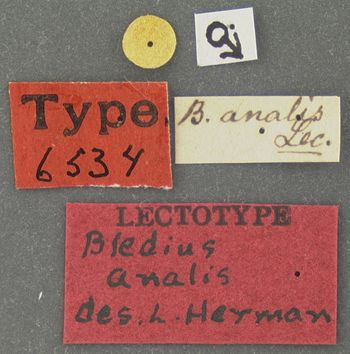 Type
6534
B. analis
Lec.
LECTOTYPE
Bledius
analis
des. L. Herman